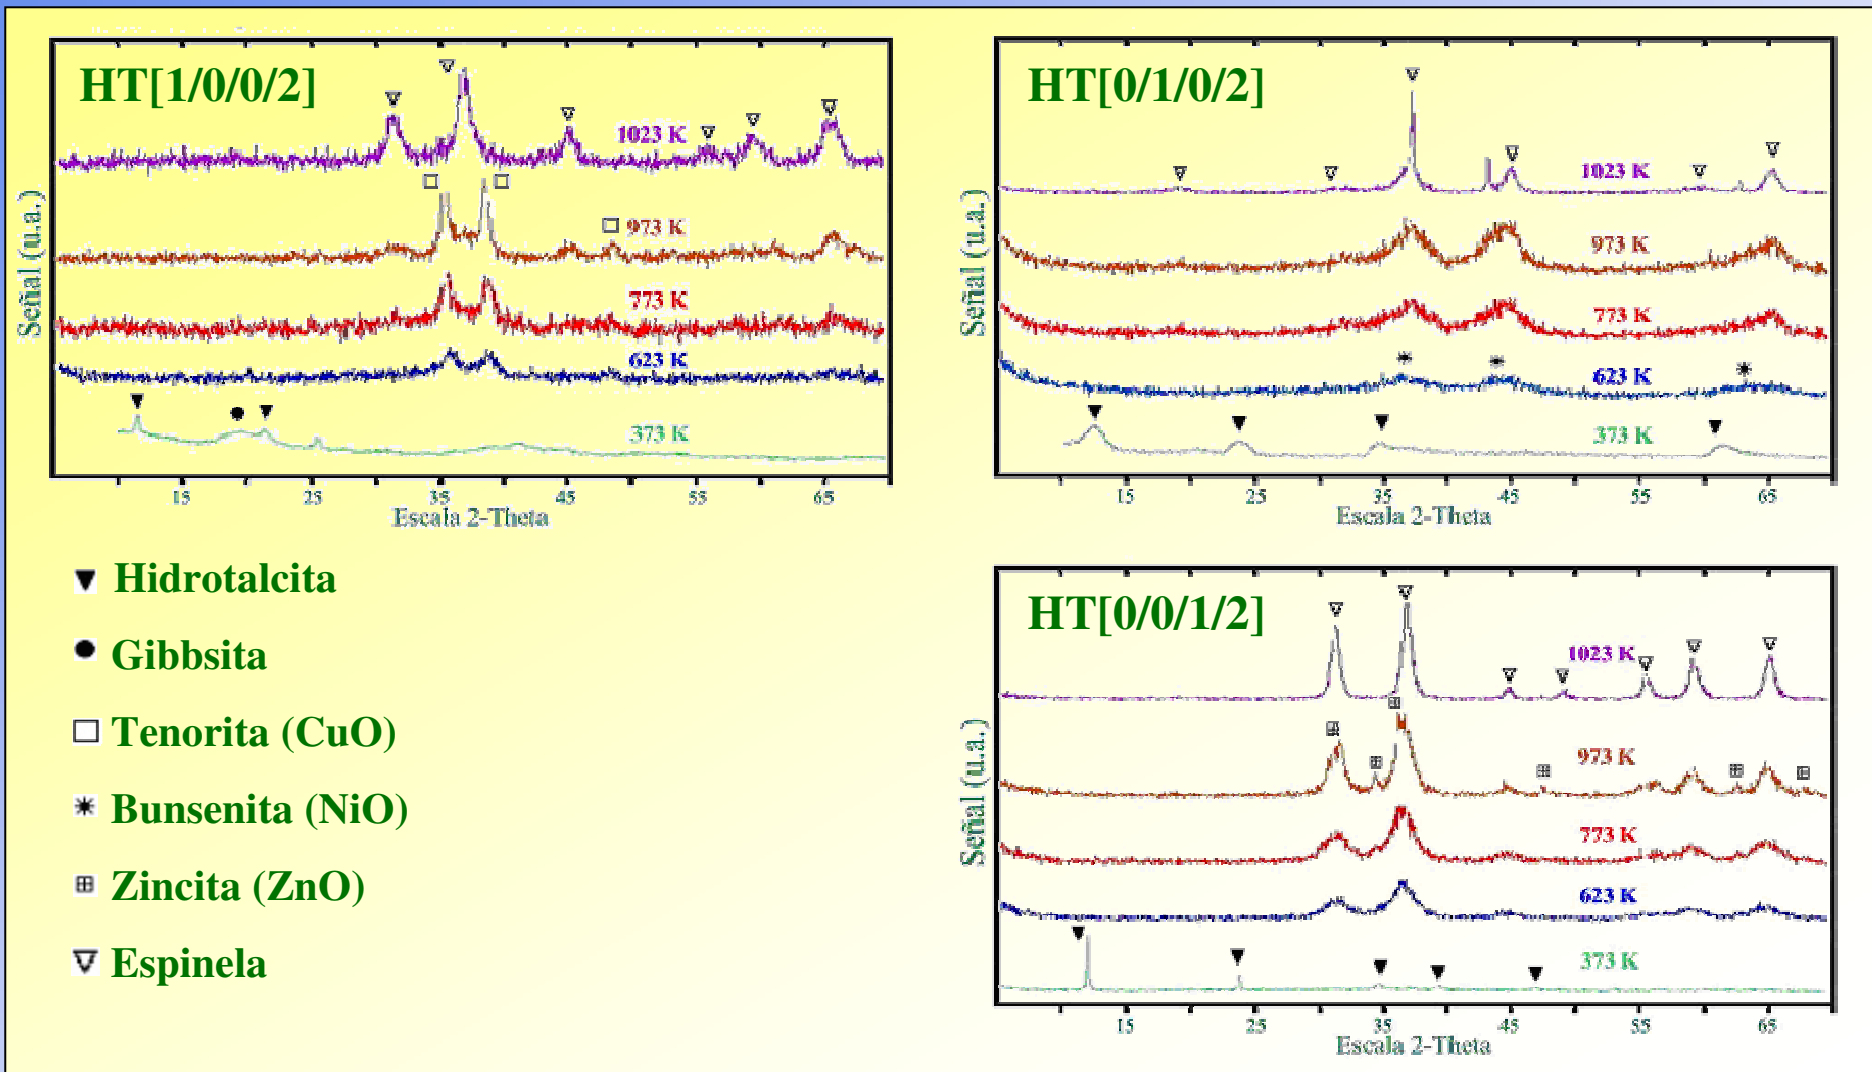 HT[1/0/0/2]
Señal (u.a.)
1023 K
973 K
773 K
623 K
373 K
15 25 35 45 55 65
Escala 2-Theta
HT[0/1/0/2]
Señal (u.a.)
1023 K
973 K
773 K
623 K
373 K
15 25 35 45 55 65
Escala 2-Theta
Hidrotalcita
Gibbsita
Tenorita (CuO)
Bunsenita (NiO)
Zincita (ZnO)
Espinela
HT[0/0/1/2]
Señal (u.a.)
1023 K
973 K
773 K
623 K
373 K
15 25 35 45 55 65
Escala 2-Theta